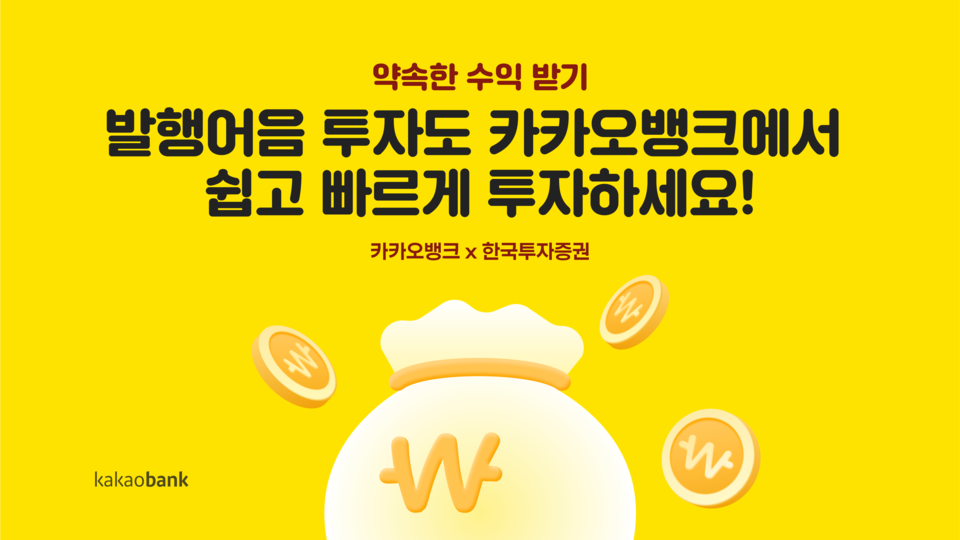 약속한 수익 받기
발행어음 투자도 카카오뱅크에서
쉽고 빠르게 투자하세요!
카카오뱅크 x 한국투자증권
kakaobank